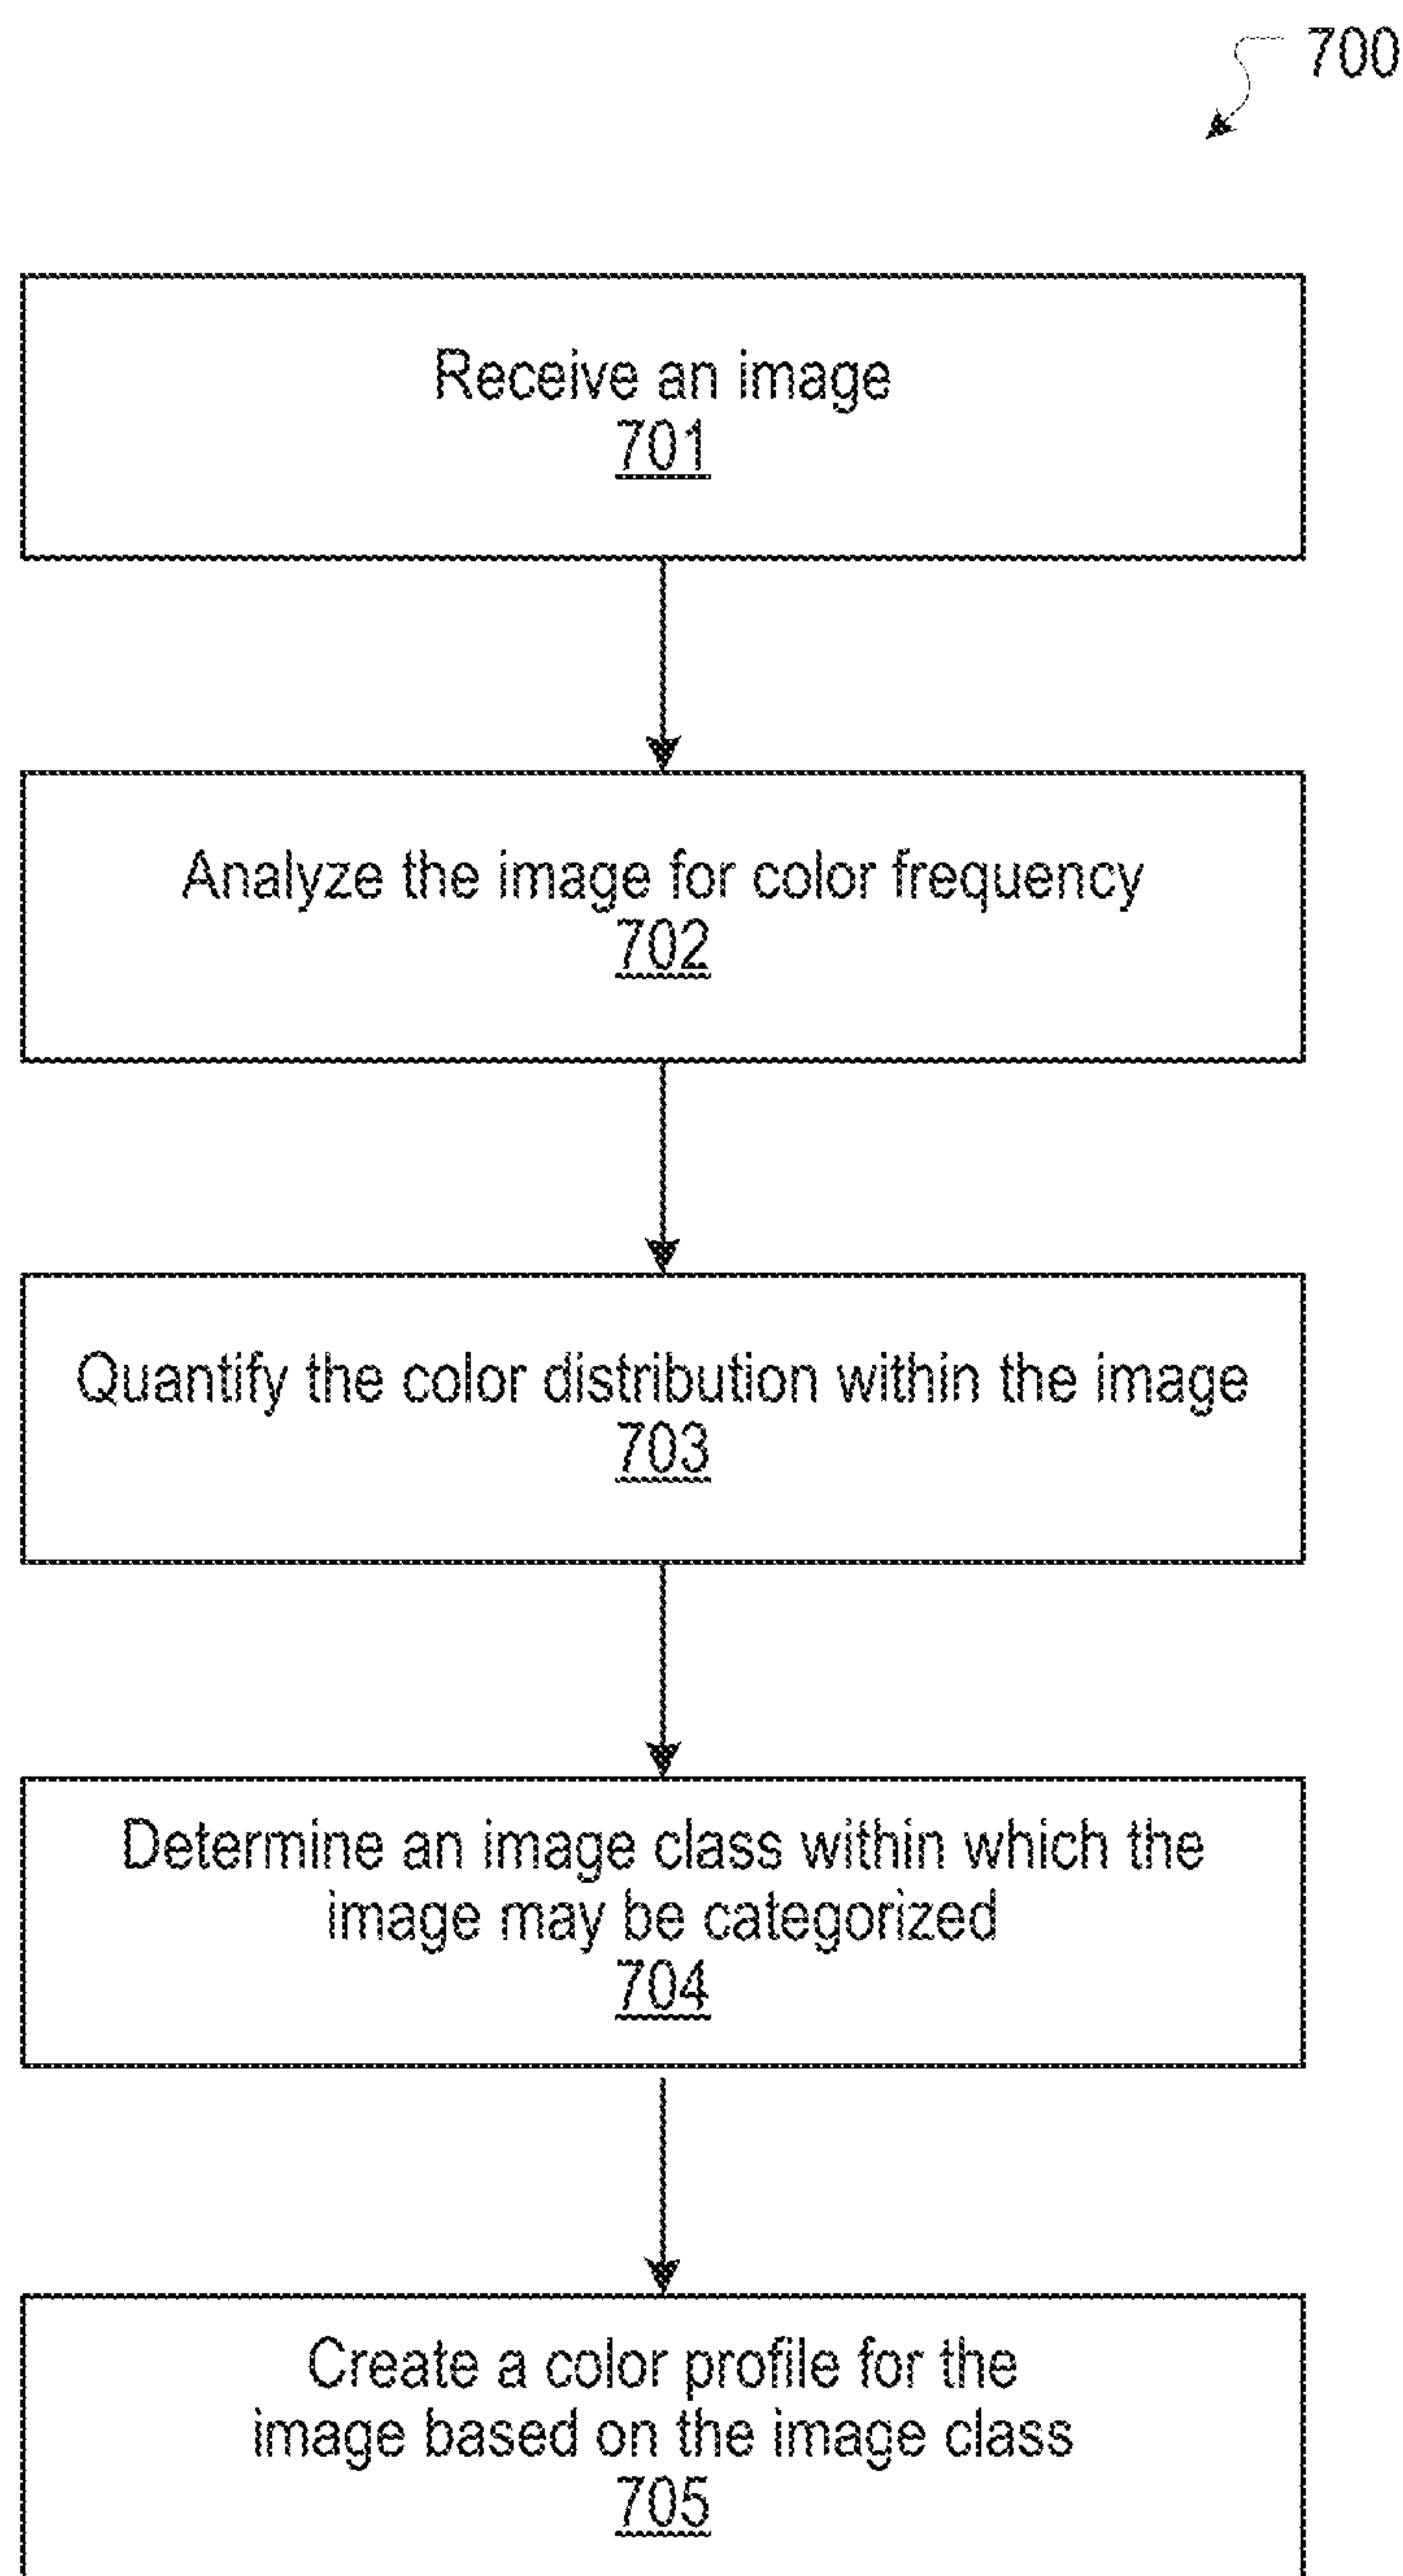 700
Receive an image
701
Analyze the image for color frequency
702
Quantify the color distribution within the image
703
Determine an image class within which the
image may be categorized
704
Create a color profile for the
image based on the image class
705